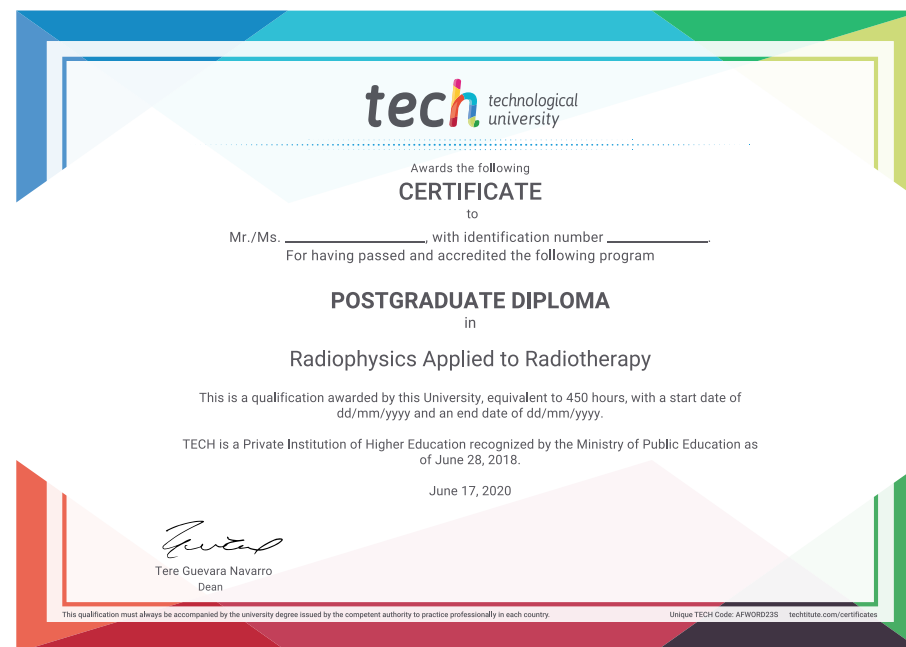 tech technological
university
Awards the following
CERTIFICATE
to
Mr./Ms. ____________________, with identification number ______________.
For having passed and accredited the following program
POSTGRADUATE DIPLOMA
in
Radiophysics Applied to Radiotherapy
This is a qualification awarded by this University, equivalent to 450 hours, with a start date of
dd/mm/yyyy and an end date of dd/mm/yyyy.
TECH is a Private Institution of Higher Education recognized by the Ministry of Public Education as
of June 28, 2018.
June 17, 2020
Tere Guevara Navarro
Dean
This qualification must always be accompanied by the university degree issued by the competent authority to practice professionally in each country. Unique TECH Code: AFWORD23S techtitute.com/certificates